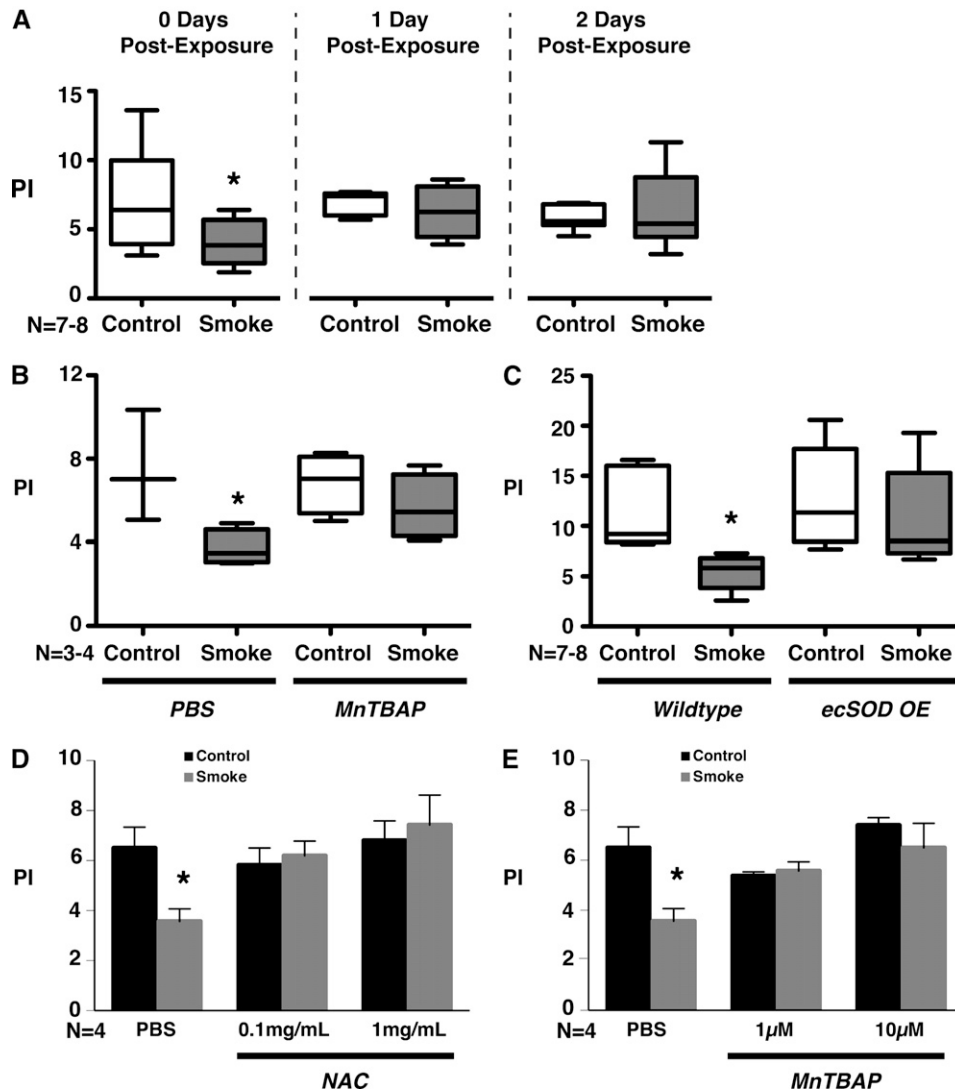 A
0 Days
Post-Exposure
1 Day
Post-Exposure
2 Days
Post-Exposure
15
10
5
0
PI
*
N=7-8
Control
Smoke
Control
Smoke
Control
Smoke
B
12
8
4
0
PI
*
N=3-4
Control
Smoke
Control
Smoke
PBS
MnTBAP
C
25
20
15
10
5
0
PI
*
N=7-8
Control
Smoke
Control
Smoke
Wildtype
ecSOD OE
D
10
8
6
4
2
0
PI
Control
Smoke
*
N=4
PBS
0.1mg/mL
1mg/mL
NAC
E
10
8
6
4
2
0
PI
Control
Smoke
*
N=4
PBS
1µM
10µM
MnTBAP